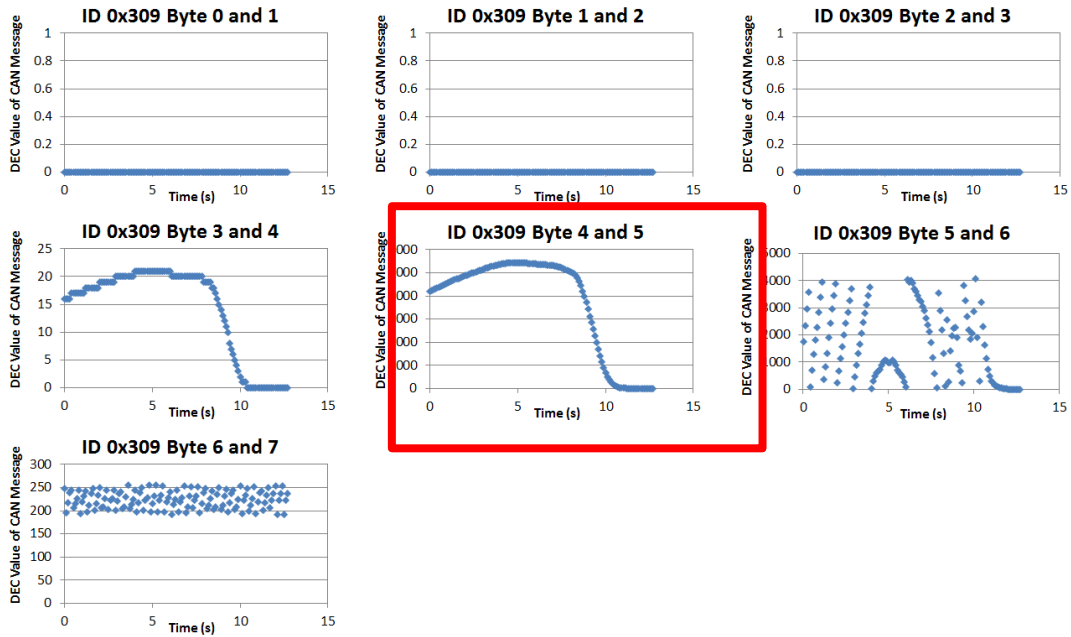 ID 0x309 Byte 0 and 1
DEC Value of CAN Message
1
0.8
0.6
0.4
0.2
0
0 5 10 15
Time (s)
ID 0x309 Byte 1 and 2
DEC Value of CAN Message
1
0.8
0.6
0.4
0.2
0
0 5 10 15
Time (s)
ID 0x309 Byte 2 and 3
DEC Value of CAN Message
1
0.8
0.6
0.4
0.2
0
0 5 10 15
Time (s)
ID 0x309 Byte 3 and 4
DEC Value of CAN Message
25
20
15
10
5
0
0 5 10 15
Time (s)
ID 0x309 Byte 4 and 5
DEC Value of CAN Message
0
0 5 10 15
Time (s)
ID 0x309 Byte 5 and 6
DEC Value of CAN Message
5000
4000
3000
2000
1000
0
0 5 10 15
Time (s)
ID 0x309 Byte 6 and 7
DEC Value of CAN Message
300
250
200
150
100
50
0
0 5 10 15
Time (s)